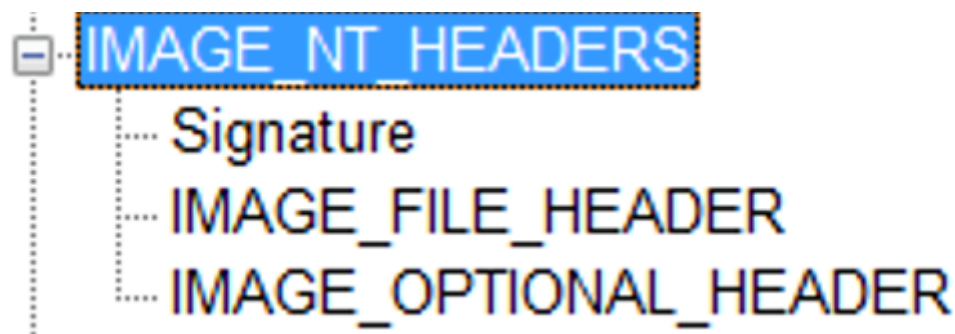 IMAGE_NT_HEADERS
Signature
IMAGE_FILE_HEADER
IMAGE_OPTIONAL_HEADER